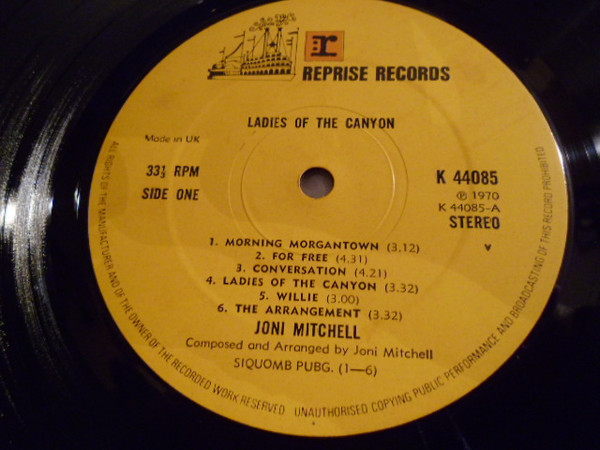 r
REPRISE RECORDS
LADIES OF THE CANYON
Made in UK
33⅓ RPM
SIDE ONE
K 44085
℗ 1970
K 44085-A
STEREO
v
1. MORNING MORGANTOWN (3.12)
2. FOR FREE (4.31)
3. CONVERSATION (4.21)
4. LADIES OF THE CANYON (3.32)
5. WILLIE (3.00)
6. THE ARRANGEMENT (3.32)
JONI MITCHELL
Composed and Arranged by Joni Mitchell
SIQUOMB PUBG. (1—6)
ALL RIGHTS OF THE MANUFACTURER AND OF THE OWNER OF THE RECORDED WORK RESERVED UNAUTHORISED COPYING PUBLIC PERFORMANCE AND BROADCASTING OF THIS RECORD PROHIBITED